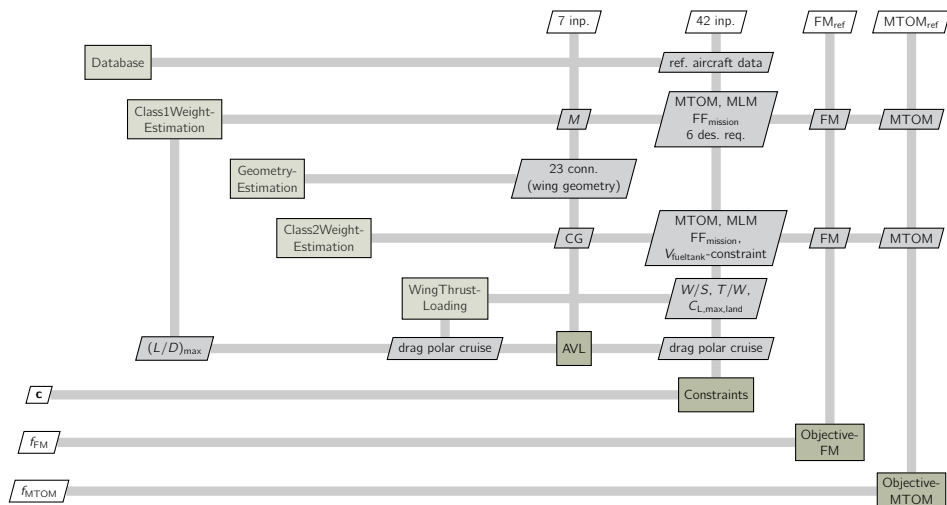 7 inp.
42 inp.
FM_ref
MTOM_ref
Database
ref. aircraft data
Class1Weight-
Estimation
M
MTOM, MLM
FF_mission
6 des. req.
FM
MTOM
Geometry-
Estimation
23 conn.
(wing geometry)
Class2Weight-
Estimation
CG
MTOM, MLM
FF_mission,
V_fueltank-constraint
FM
MTOM
WingThrust-
Loading
W/S, T/W,
C_L,max,land
(L/D)_max
drag polar cruise
AVL
drag polar cruise
c
Constraints
f_FM
Objective-
FM
f_MTOM
Objective-
MTOM